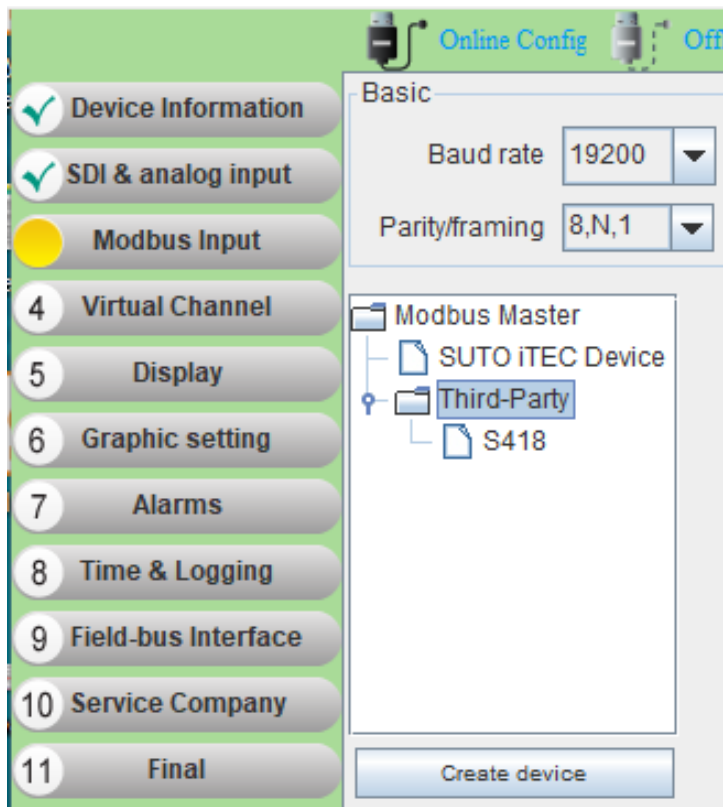 Online Config
Off
Device Information
SDI & analog input
Modbus Input
4 Virtual Channel
5 Display
6 Graphic setting
7 Alarms
8 Time & Logging
9 Field-bus Interface
10 Service Company
11 Final
Basic
Baud rate 19200
Parity/framing 8,N,1
Modbus Master
SUTO iTEC Device
Third-Party
S418
Create device